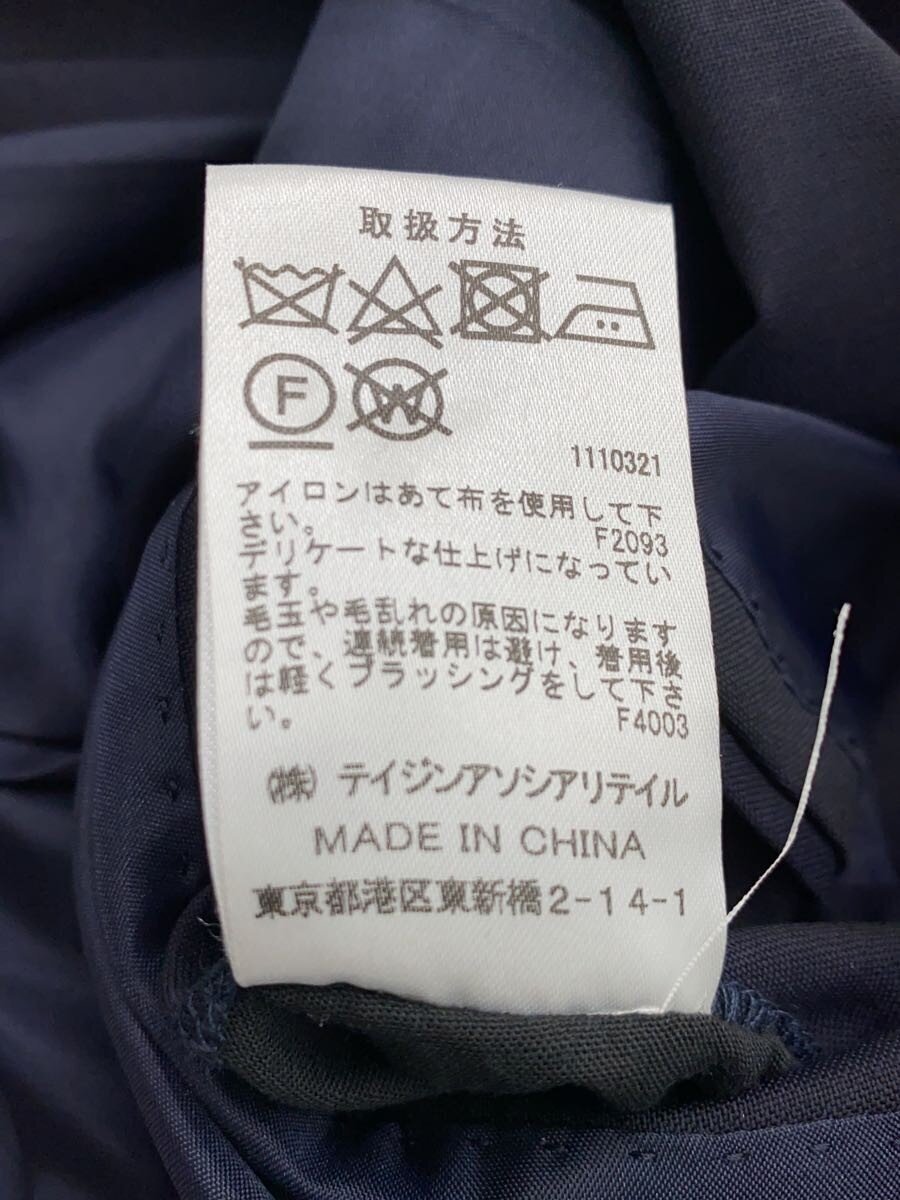 取扱方法
F
W
1110321
アイロンはあて布を使用して下
さい。 F2093
デリケートな仕上げになってい
ます。
毛玉や毛乱れの原因になります
ので、連続着用は避け、着用後
は軽くブラッシングをして下さ
い。 F4003
㈱ テイジンアソシアリテイル
MADE IN CHINA
東京都港区東新橋2-14-1